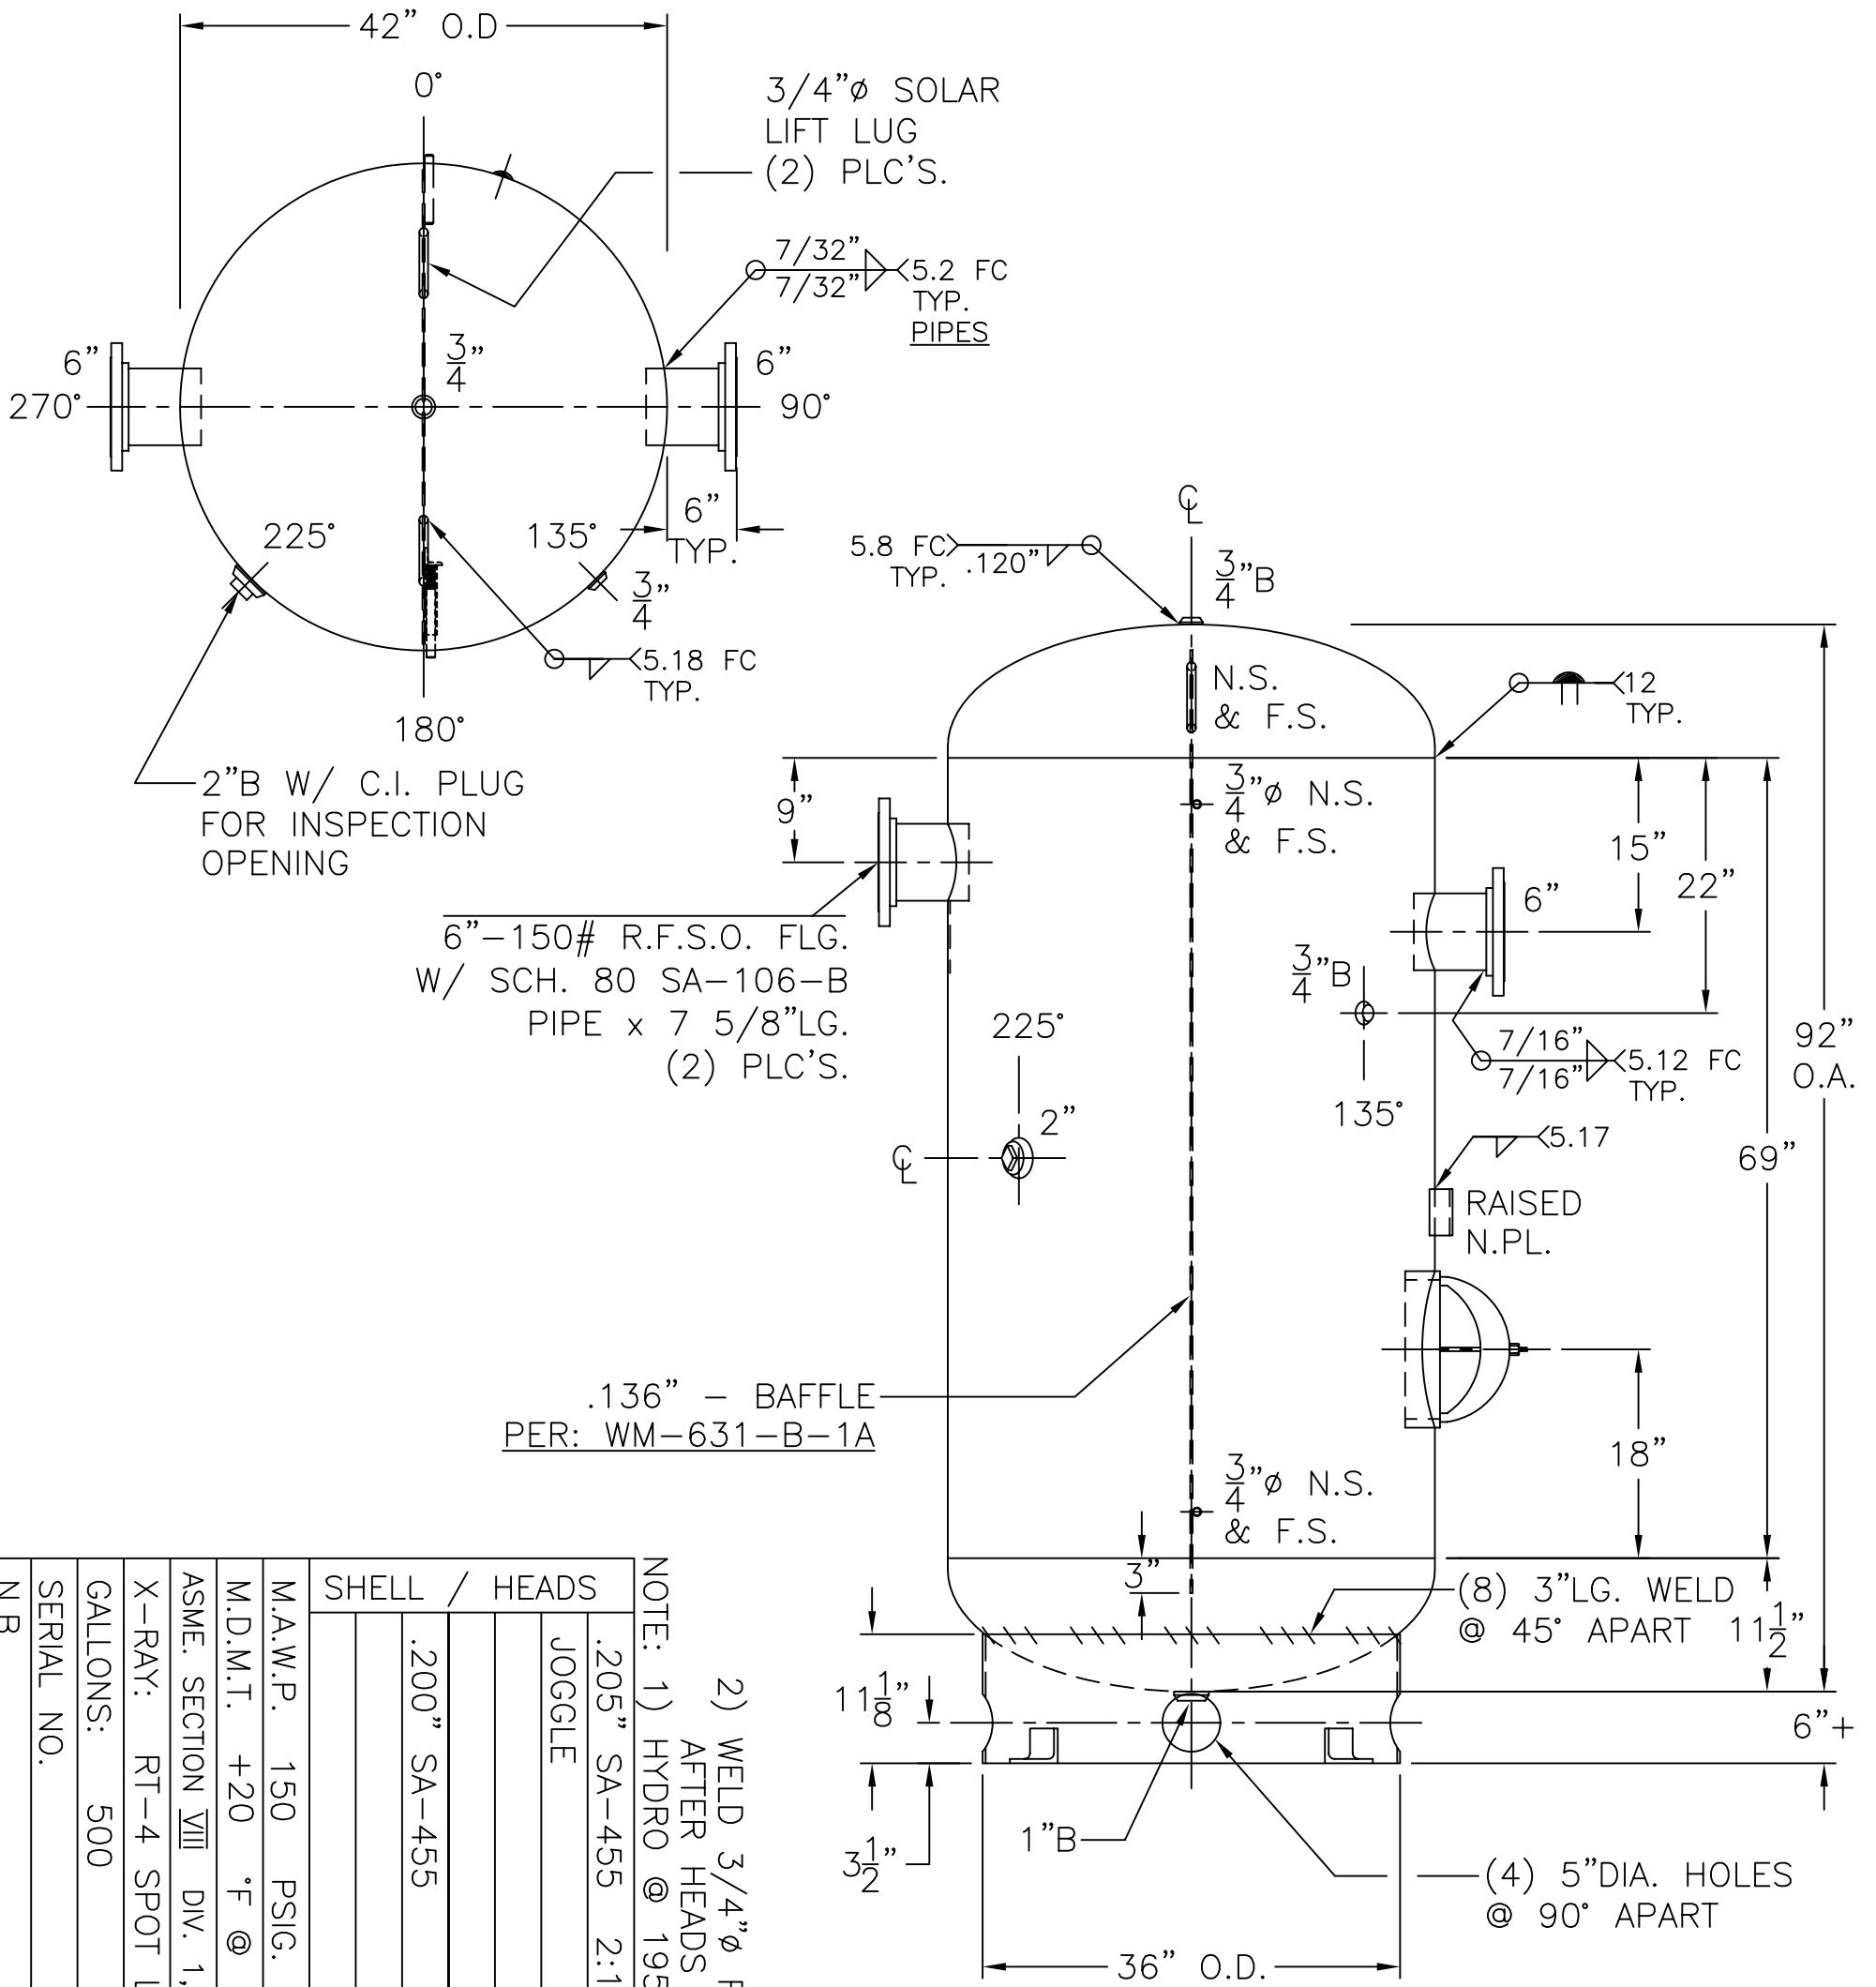 42” O.D
0°
3/4”ø SOLAR
LIFT LUG
(2) PLC’S.
7/32”
7/32”
5.2 FC
TYP.
PIPES
6”
270°
3/4”
6”
90°
6”
TYP.
225°
135°
3/4”
5.18 FC
TYP.
180°
2”B W/ C.I. PLUG
FOR INSPECTION
OPENING
℄
5.8 FC
TYP.
.120”
3/4”B
N.S.
& F.S.
12
TYP.
9”
3/4”ø N.S.
& F.S.
15”
22”
6”
6”−150# R.F.S.O. FLG.
W/ SCH. 80 SA−106−B
PIPE x 7 5/8”LG.
(2) PLC’S.
3/4”B
225°
7/16”
7/16”
5.12 FC
TYP.
92”
O.A.
135°
2”
℄
5.17
69”
RAISED
N.PL.
.136” − BAFFLE
PER: WM−631−B−1A
18”
3/4”ø N.S.
& F.S.
3”
(8) 3”LG. WELD
@ 45° APART
11 1/2”
11 1/8”
6”+
3 1/2”
1”B
(4) 5”DIA. HOLES
@ 90° APART
36” O.D.
2) WELD 3/4”ø
AFTER HEADS
NOTE: 1) HYDRO @ 195
SHELL / HEADS
.205” SA−455 2:1
JOGGLE
.200” SA−455
M.A.W.P. 150 PSIG.
M.D.M.T. +20 °F @
ASME. SECTION VIII DIV. 1,
X−RAY: RT−4 SPOT
GALLONS: 500
SERIAL NO.